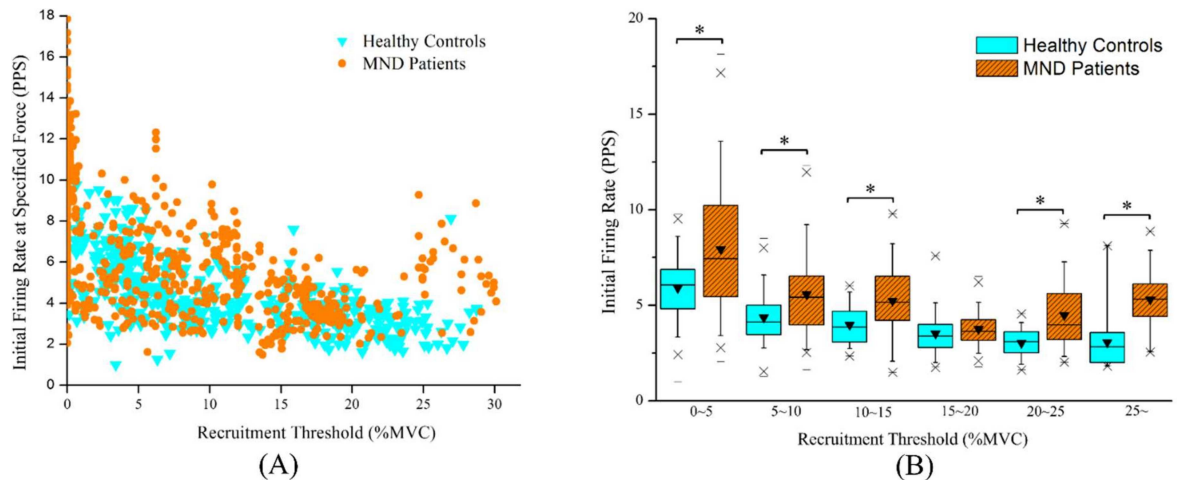 18
16
14
12
10
8
6
4
2
0
Initial Firing Rate at Specified Force (PPS)
Healthy Controls
MND Patients
0 5 10 15 20 25 30
Recruitment Threshold (%MVC)
(A)
20
15
10
5
0
Initial Firing Rate (PPS)
Healthy Controls
MND Patients
*
*
*
*
*
0~5 5~10 10~15 15~20 20~25 25~
Recruitment Threshold (%MVC)
(B)